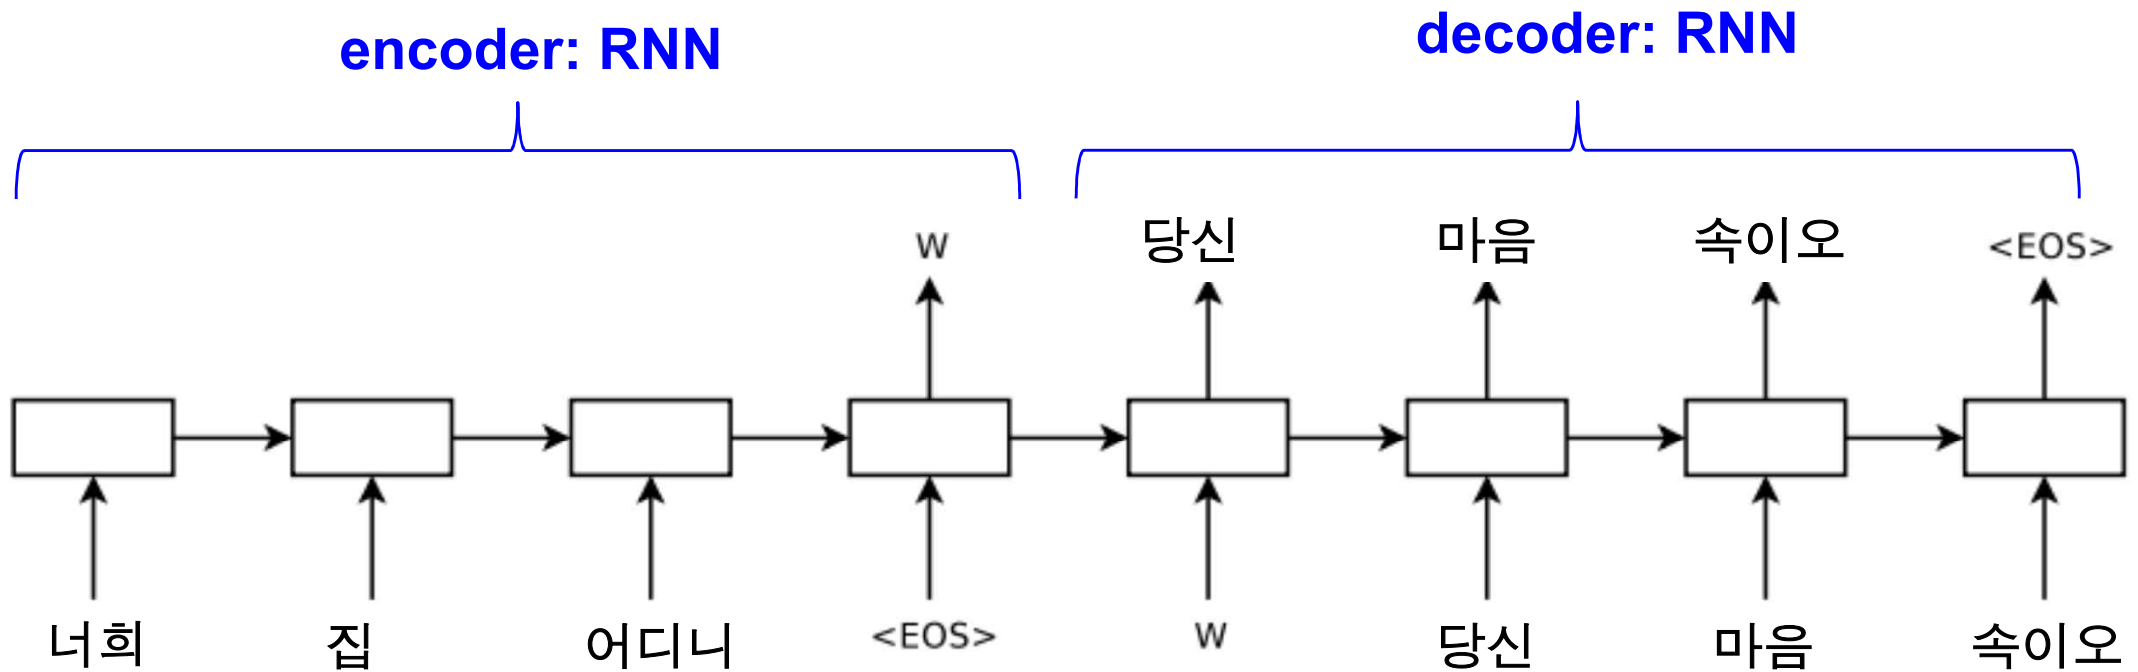 encoder: RNN
decoder: RNN
W 당신 마음 속이오 <EOS>
너희 집 어디니 <EOS> W 당신 마음 속이오